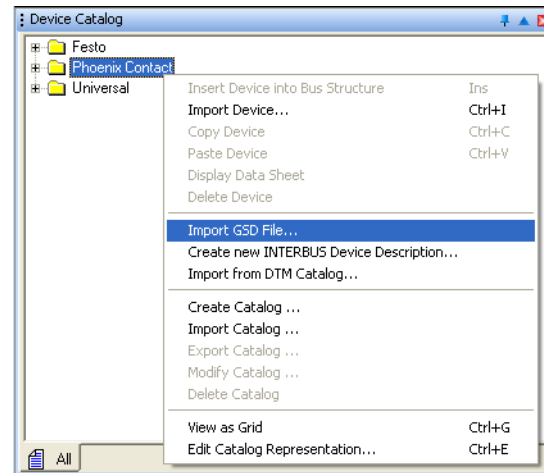 Device Catalog
Festo
Phoenix Contact
Universal
Insert Device into Bus Structure Ins
Import Device... Ctrl+I
Copy Device Ctrl+C
Paste Device Ctrl+V
Display Data Sheet
Delete Device
Import GSD File...
Create new INTERBUS Device Description...
Import from DTM Catalog...
Create Catalog ...
Import Catalog ...
Export Catalog ...
Modify Catalog ...
Delete Catalog
View as Grid Ctrl+G
Edit Catalog Representation... Ctrl+E
All